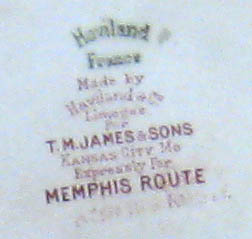 Haviland
France
Made by
Haviland & Co
Limoges
For
T.M. JAMES & SONS
Kansas City Mo
Expressly For
MEMPHIS ROUTE